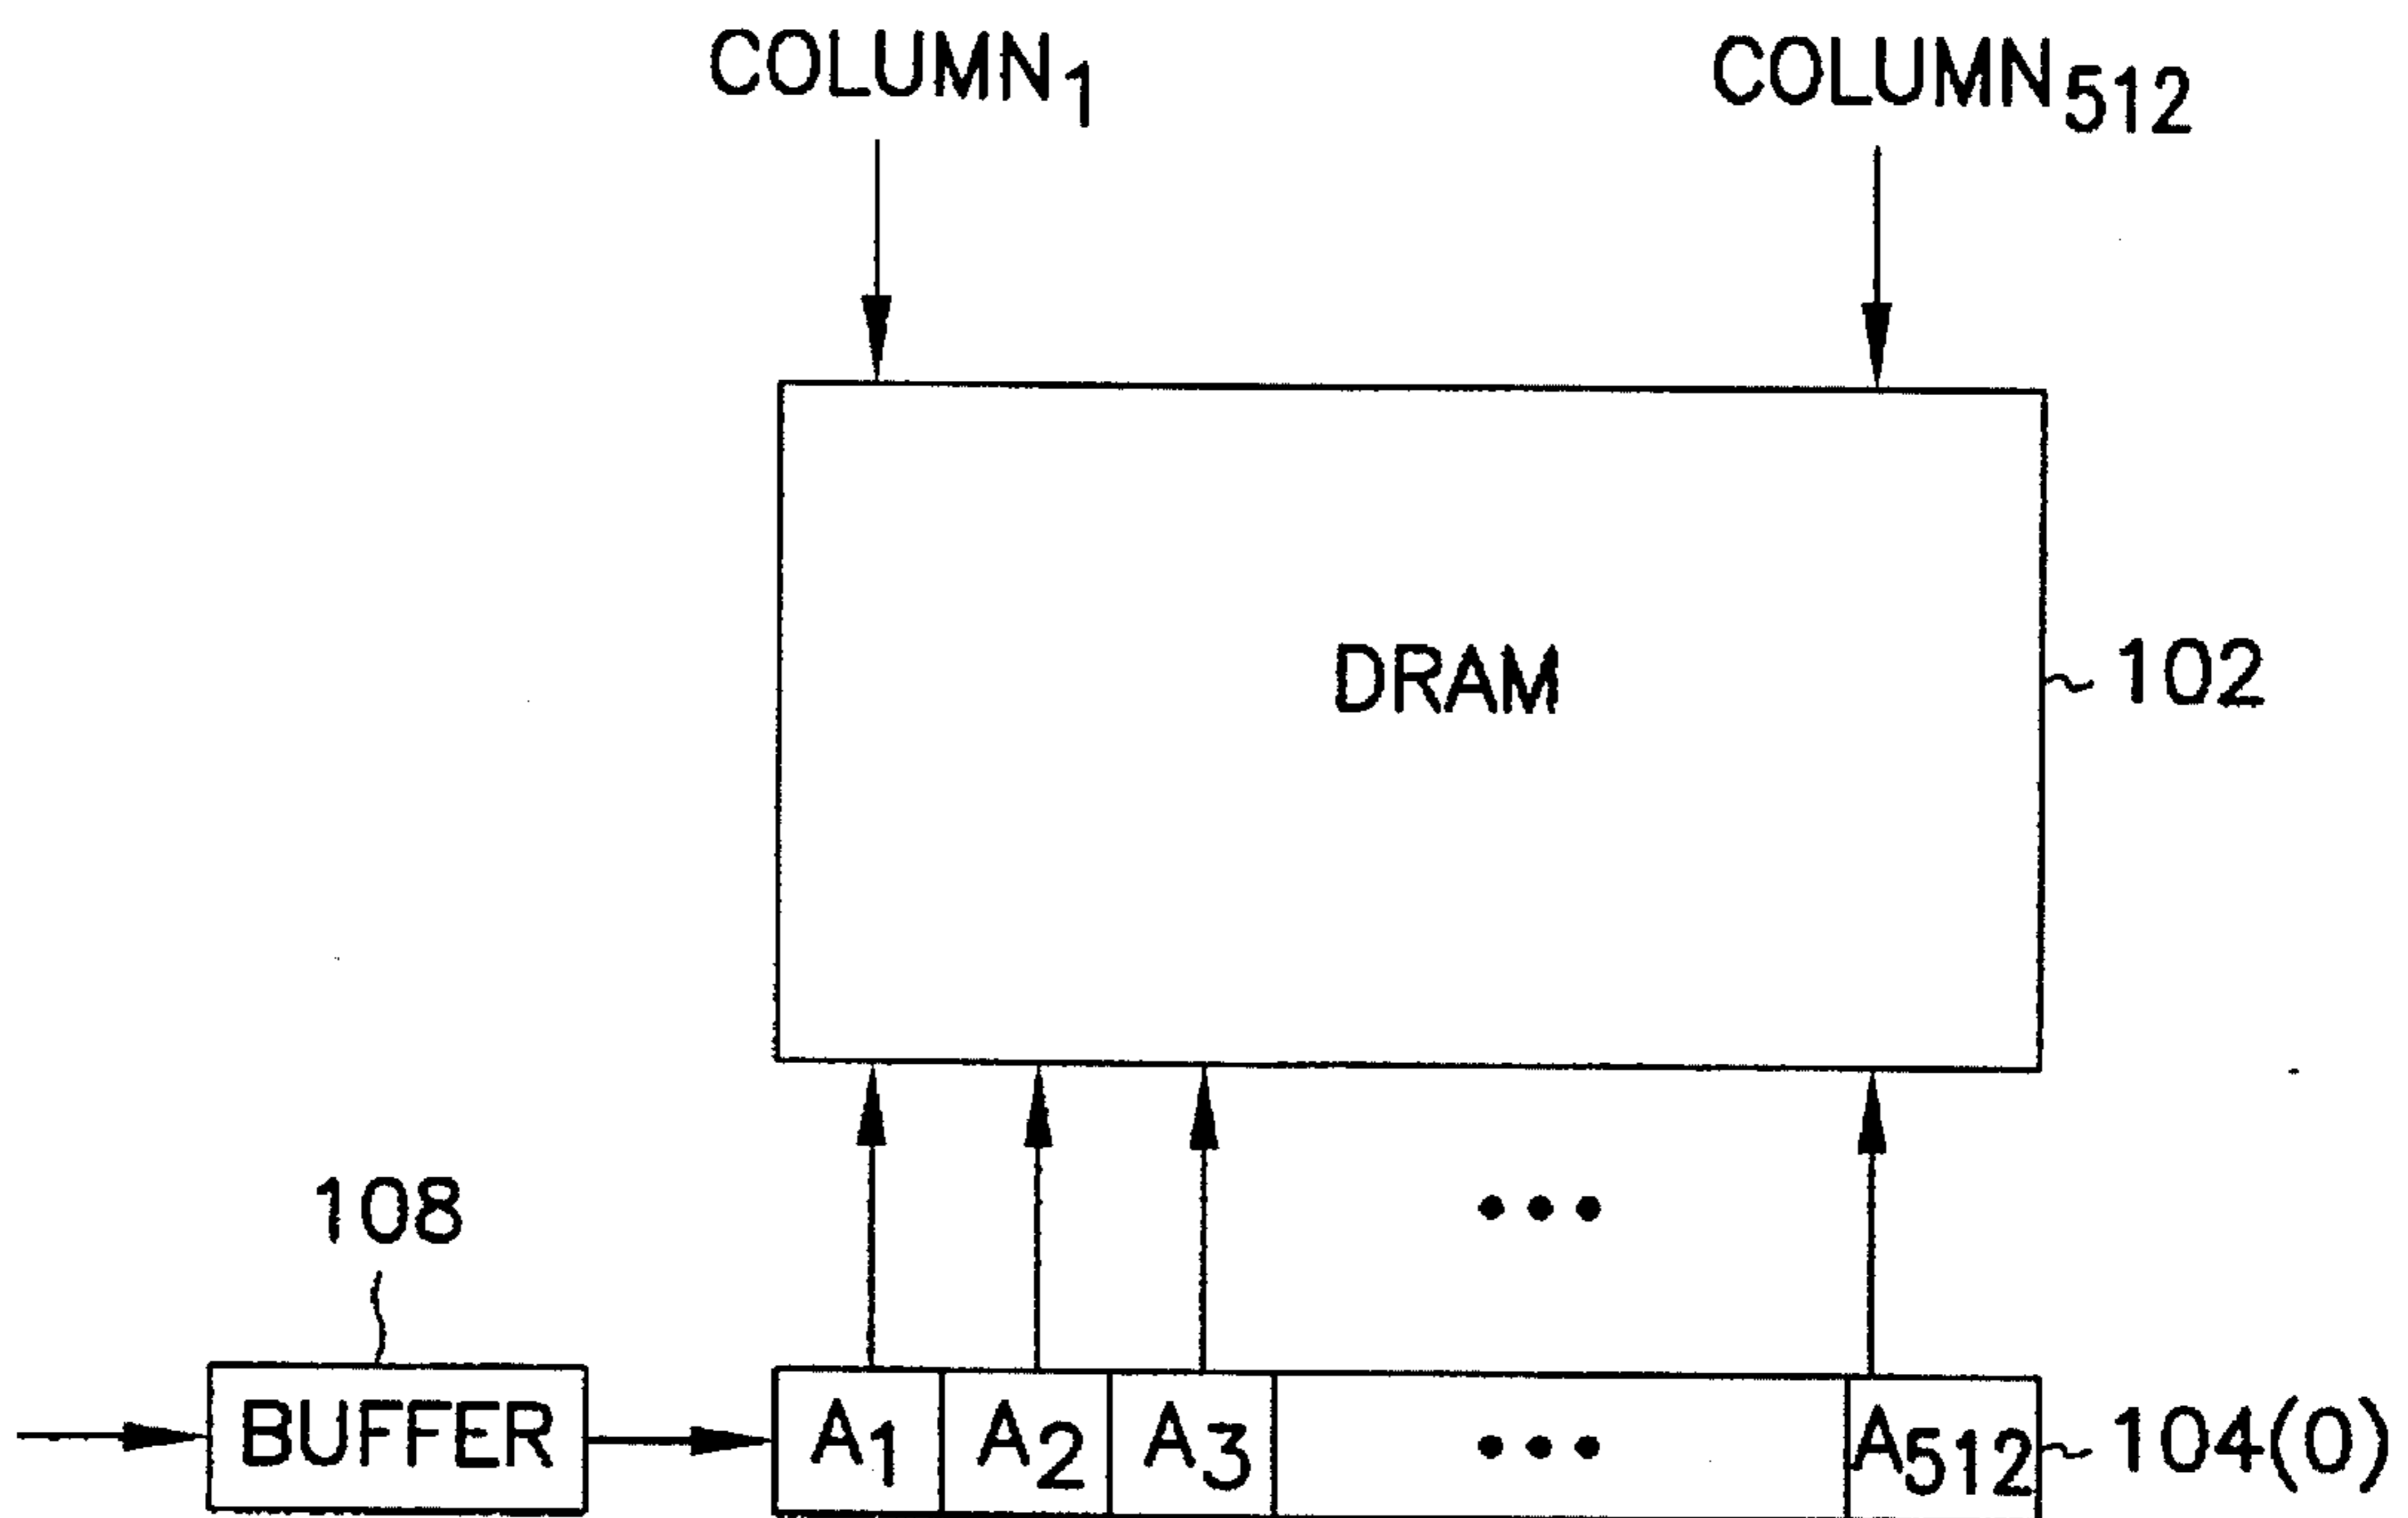 COLUMN₁ COLUMN₅₁₂
DRAM
102
108
BUFFER A₁ A₂ A₃ ••• A₅₁₂ 104(0)